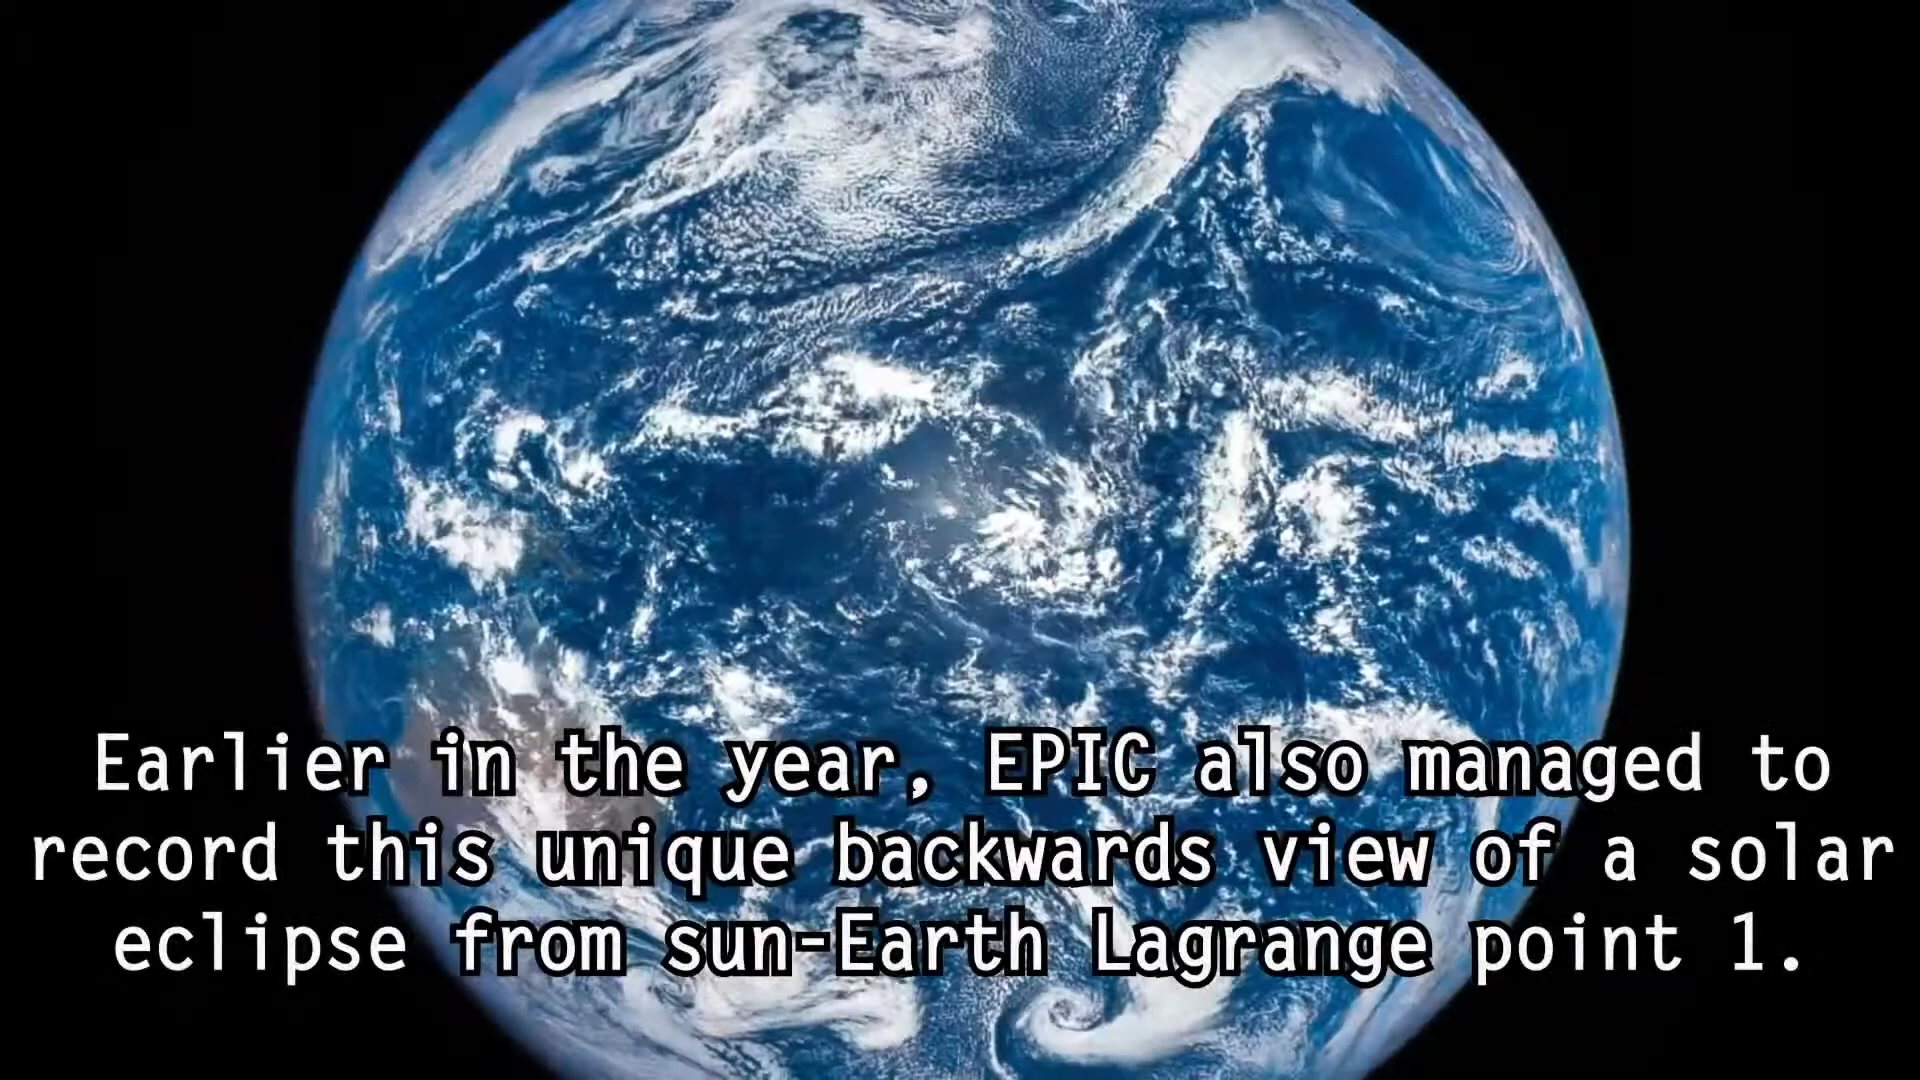 Earlier in the year, EPIC also managed to
record this unique backwards view of a solar
eclipse from sun-Earth Lagrange point 1.